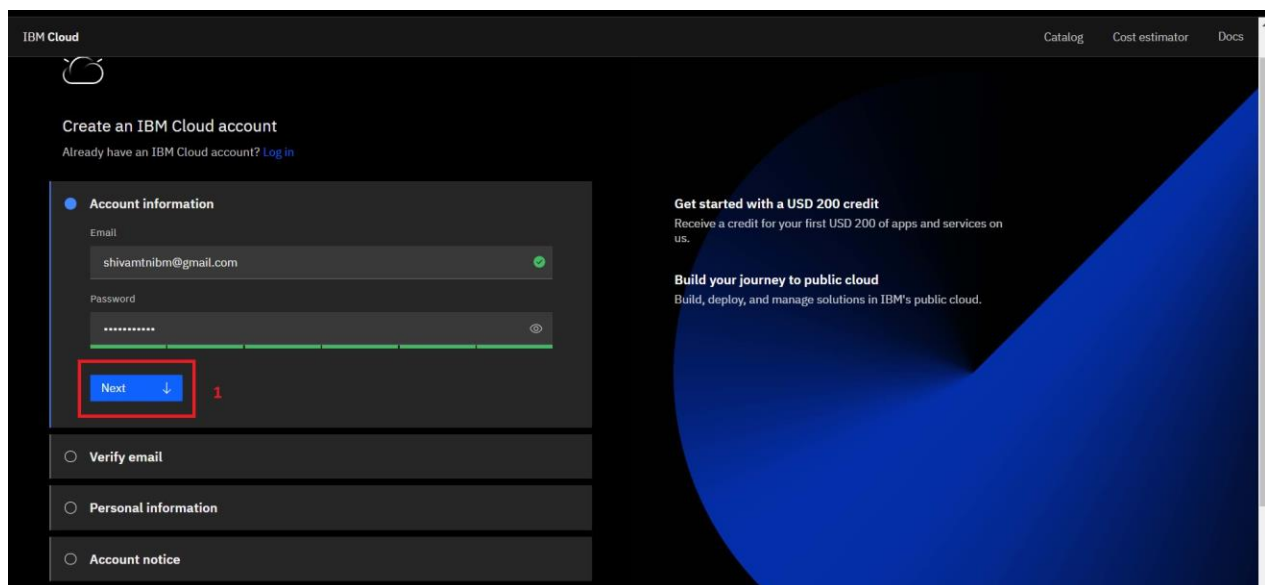 IBM Cloud
Catalog Cost estimator Docs
Create an IBM Cloud account
Already have an IBM Cloud account? Log in
Account information
Email
shivamtnibm@gmail.com
Password
•••••••••••
Next ↓
1
Verify email
Personal information
Account notice
Get started with a USD 200 credit
Receive a credit for your first USD 200 of apps and services on
us.
Build your journey to public cloud
Build, deploy, and manage solutions in IBM's public cloud.